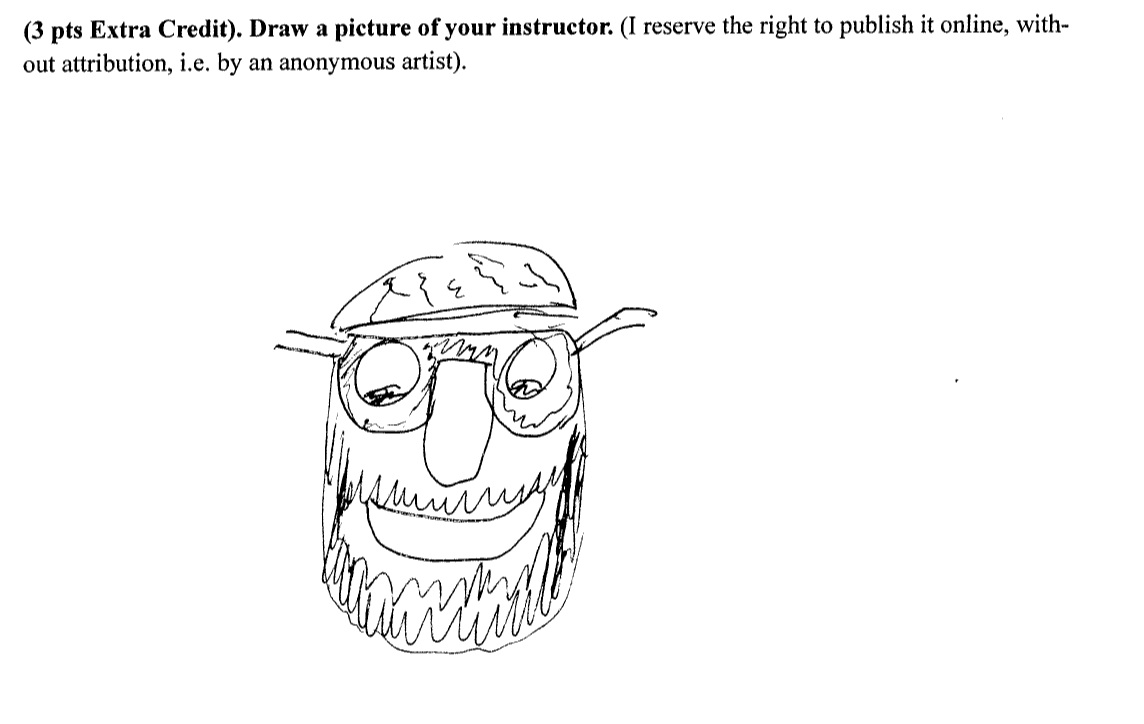 (3 pts Extra Credit). Draw a picture of your instructor. (I reserve the right to publish it online, with-
out attribution, i.e. by an anonymous artist).